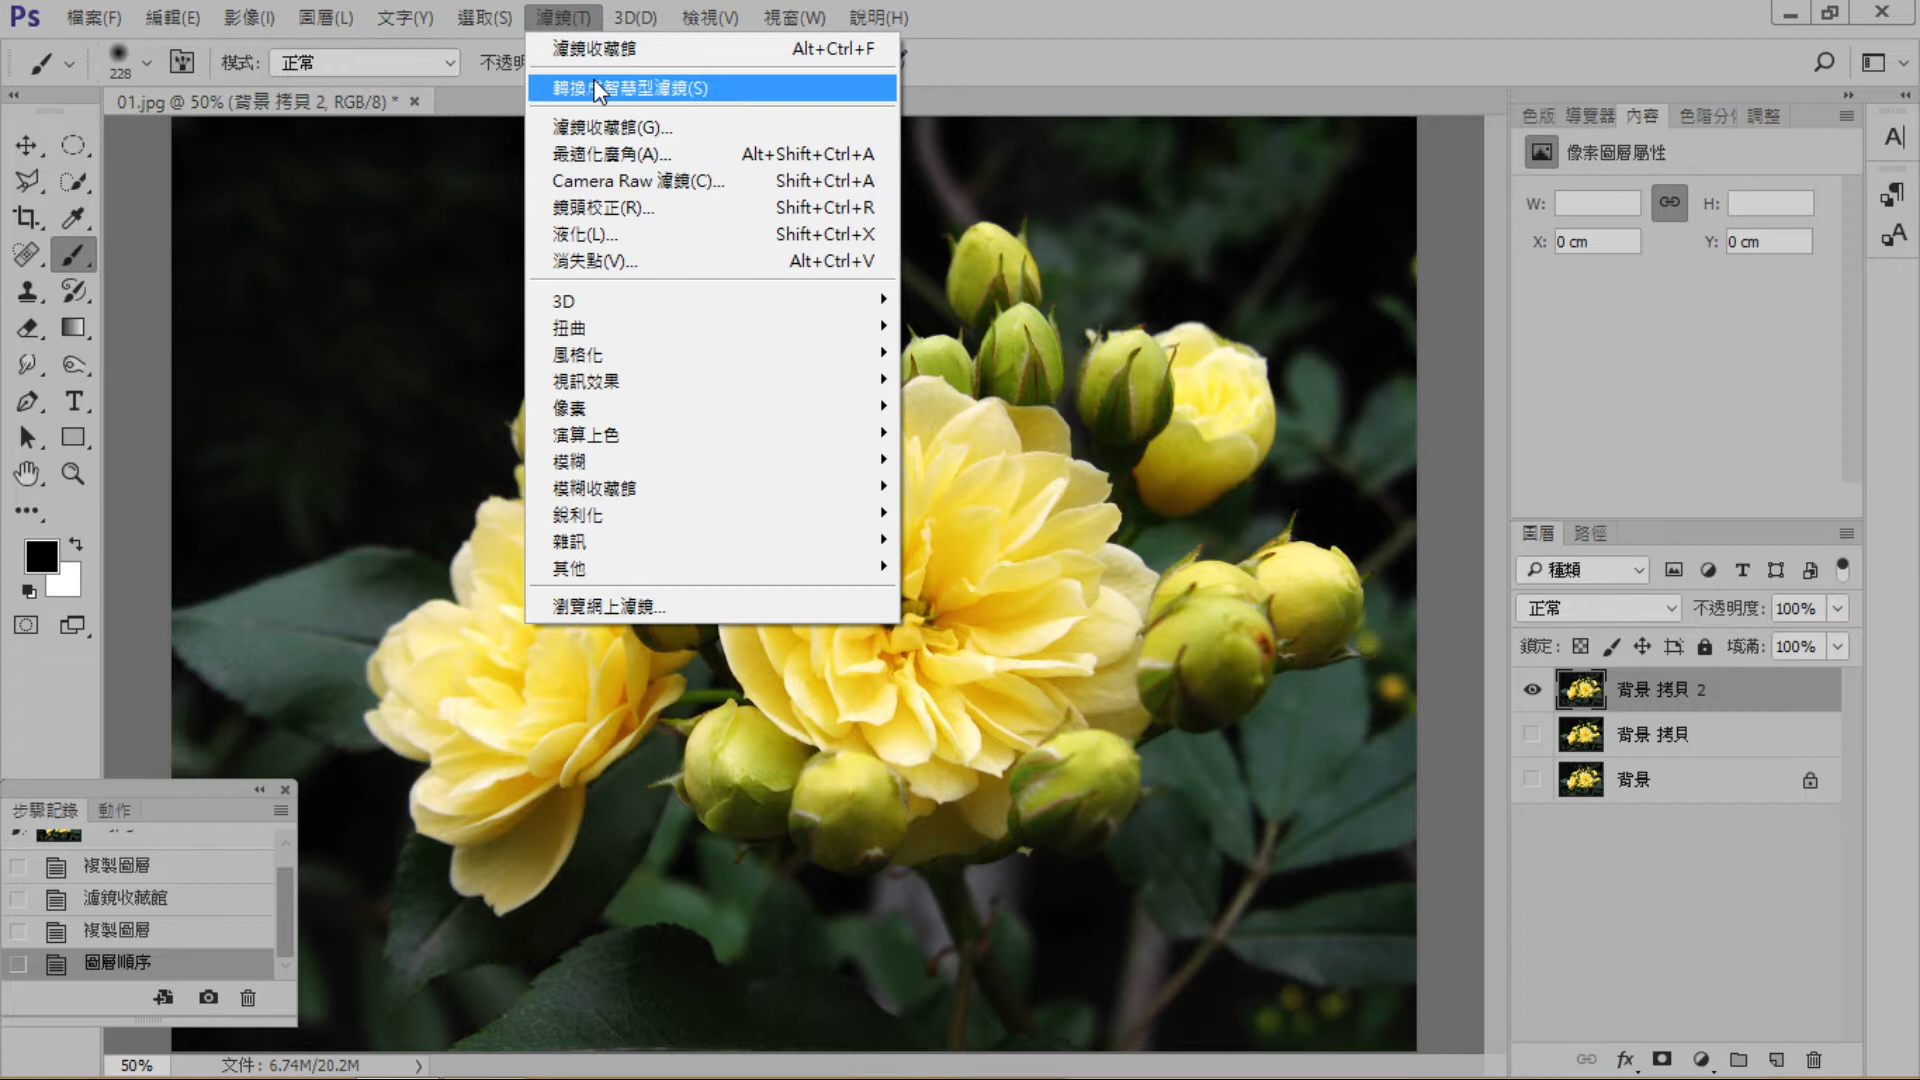 Ps 檔案(F) 編輯(E) 影像(I) 圖層(L) 文字(Y) 選取(S) 濾鏡(T) 3D(D) 檢視(V) 視窗(W) 說明(H)
228 模式: 正常 不透明
01.jpg @ 50% (背景 拷貝 2, RGB/8) *
濾鏡收藏館 Alt+Ctrl+F
轉換 智慧型濾鏡(S)
濾鏡收藏館(G)...
最適化廣角(A)... Alt+Shift+Ctrl+A
Camera Raw 濾鏡(C)... Shift+Ctrl+A
鏡頭校正(R)... Shift+Ctrl+R
液化(L)... Shift+Ctrl+X
消失點(V)... Alt+Ctrl+V
3D
扭曲
風格化
視訊效果
像素
演算上色
模糊
模糊收藏館
銳利化
雜訊
其他
瀏覽網上濾鏡...
色版 導覽器 內容 色階分 調整
像素圖層屬性
W: H:
X: 0 cm Y: 0 cm
圖層 路徑
種類
正常 不透明度: 100%
鎖定: 填滿: 100%
背景 拷貝 2
背景 拷貝
背景
步驟記錄 動作
複製圖層
濾鏡收藏館
複製圖層
圖層順序
50% 文件: 6.74M/20.2M